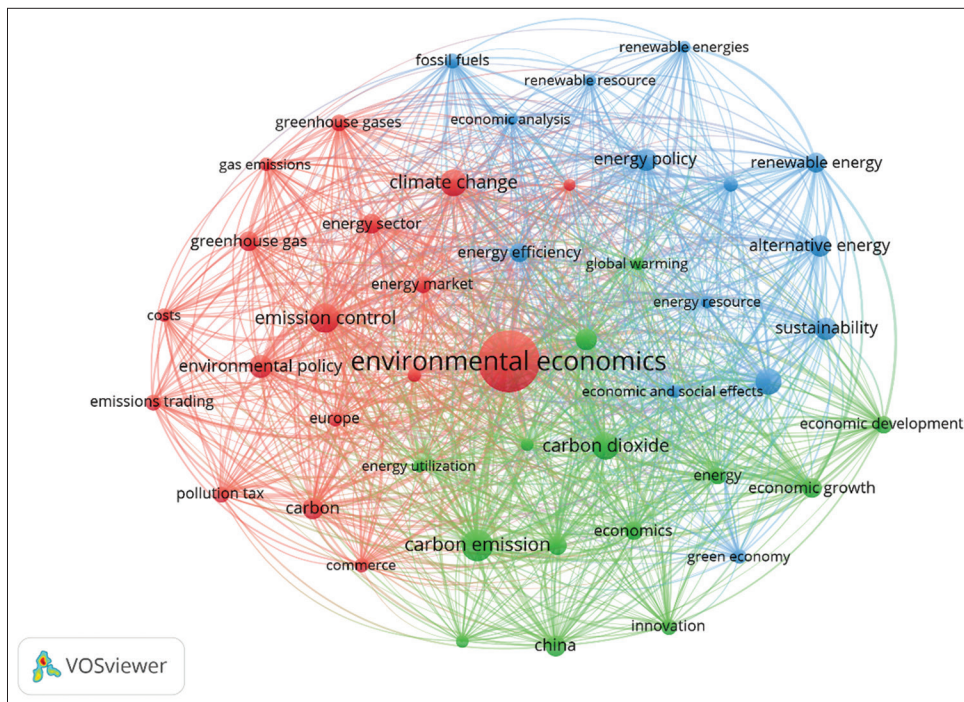 renewable energies
fossil fuels
renewable resource
economic analysis
greenhouse gases
energy policy
renewable energy
gas emissions
climate change
energy sector
greenhouse gas
energy efficiency
alternative energy
global warming
energy market
energy resource
costs
emission control
sustainability
environmental economics
environmental policy
economic and social effects
emissions trading
europe
economic development
carbon dioxide
energy utilization
energy
economic growth
pollution tax
carbon
economics
carbon emission
green economy
commerce
innovation
china
VOSviewer